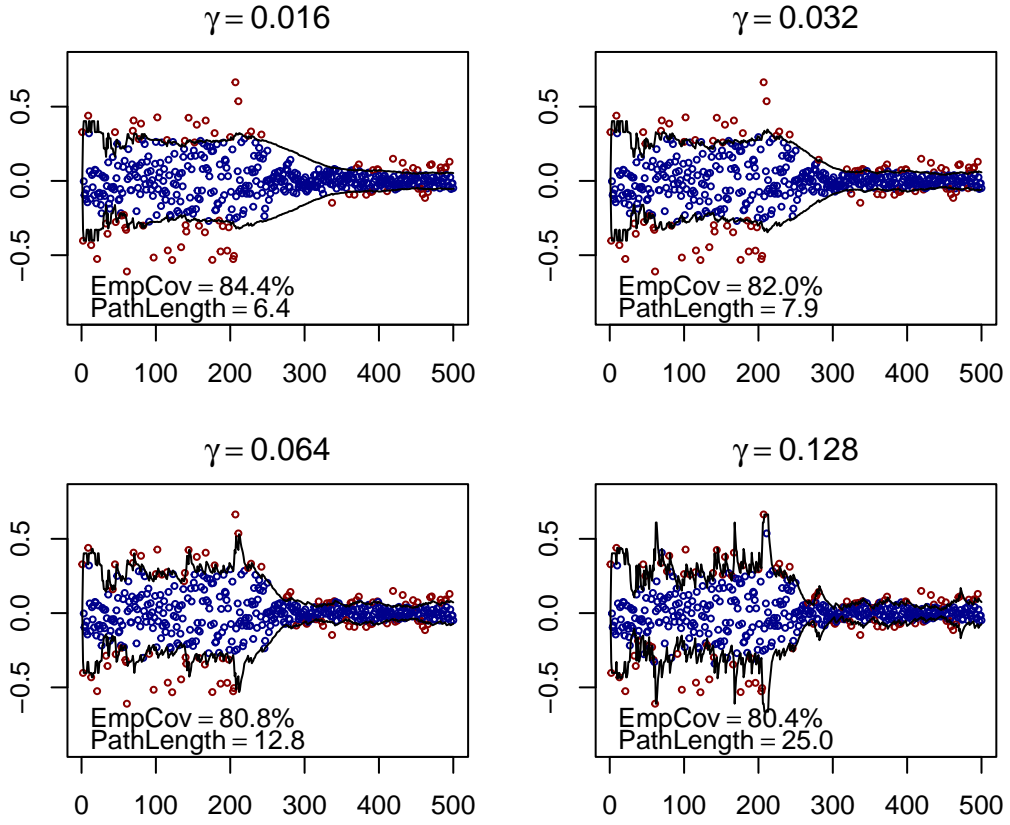 γ = 0.016
0.5
0.0
−0.5
EmpCov = 84.4%
PathLength = 6.4
0 100 200 300 400 500
γ = 0.032
0.5
0.0
−0.5
EmpCov = 82.0%
PathLength = 7.9
0 100 200 300 400 500
γ = 0.064
0.5
0.0
−0.5
EmpCov = 80.8%
PathLength = 12.8
0 100 200 300 400 500
γ = 0.128
0.5
0.0
−0.5
EmpCov = 80.4%
PathLength = 25.0
0 100 200 300 400 500